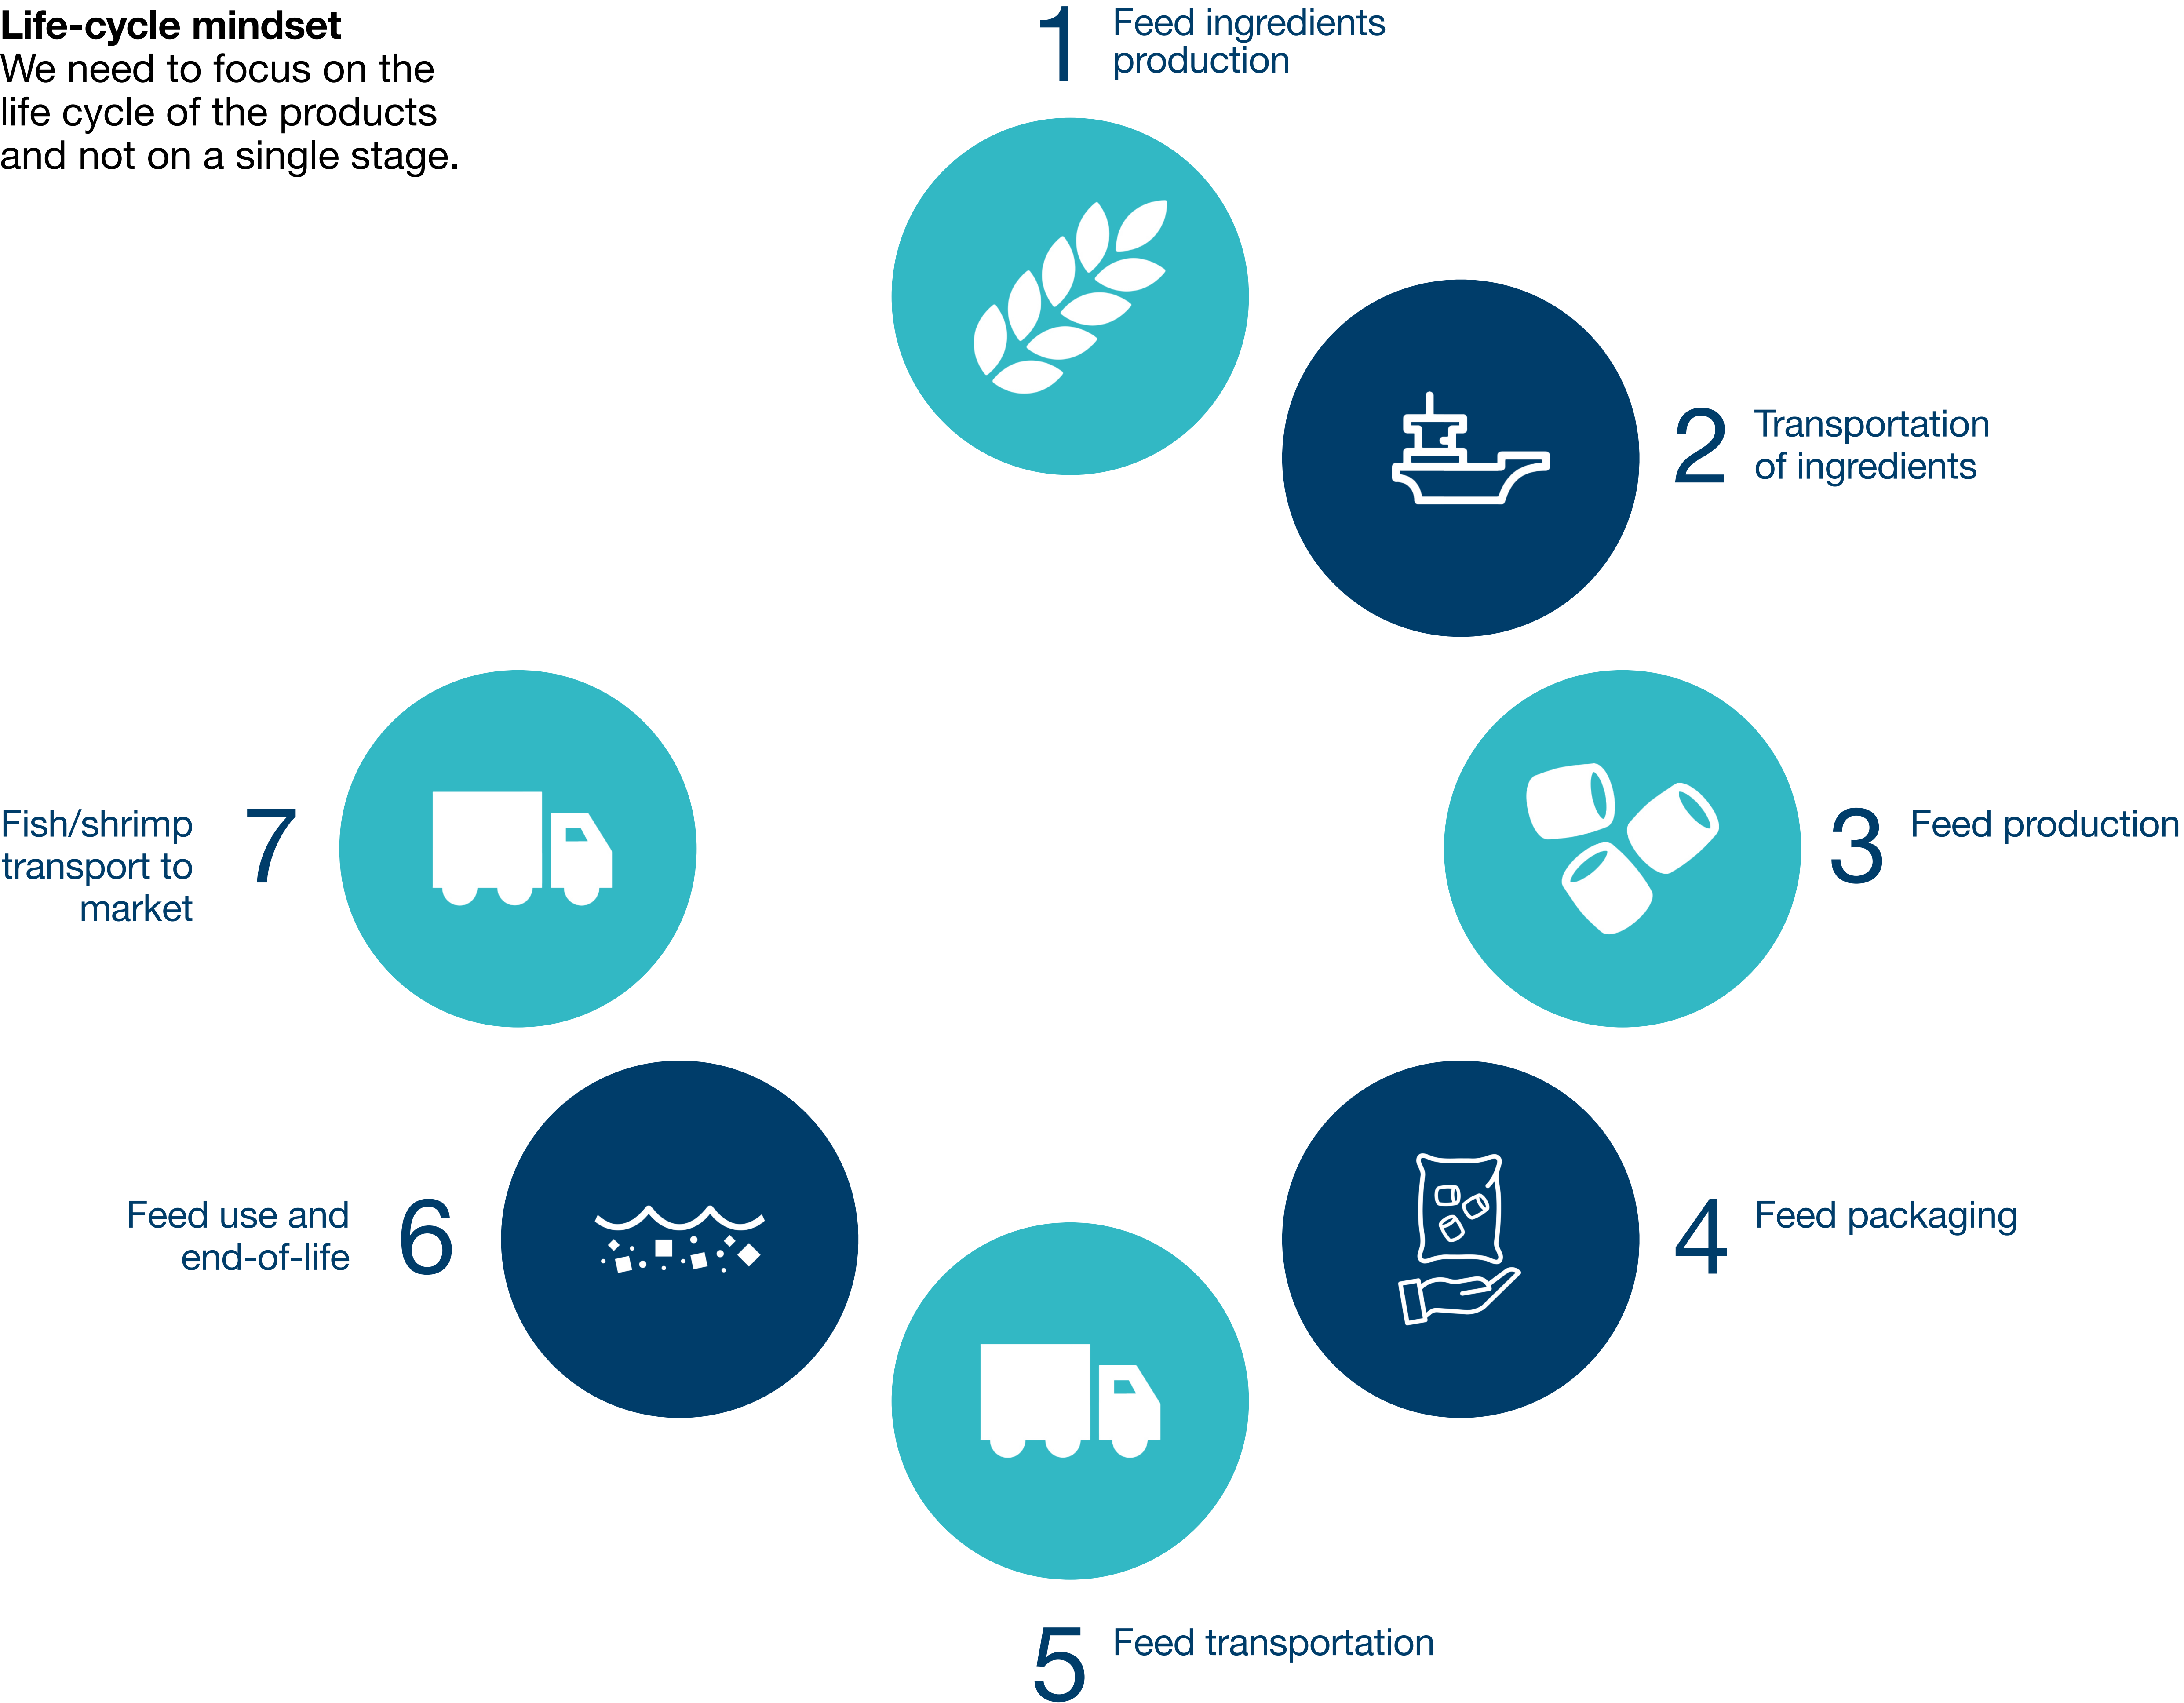 Life-cycle mindset
We need to focus on the
life cycle of the products
and not on a single stage.
1
Feed ingredients
production
2
Transportation
of ingredients
3
Feed production
4
Feed packaging
5
Feed transportation
6
Feed use and
end-of-life
7
Fish/shrimp
transport to
market